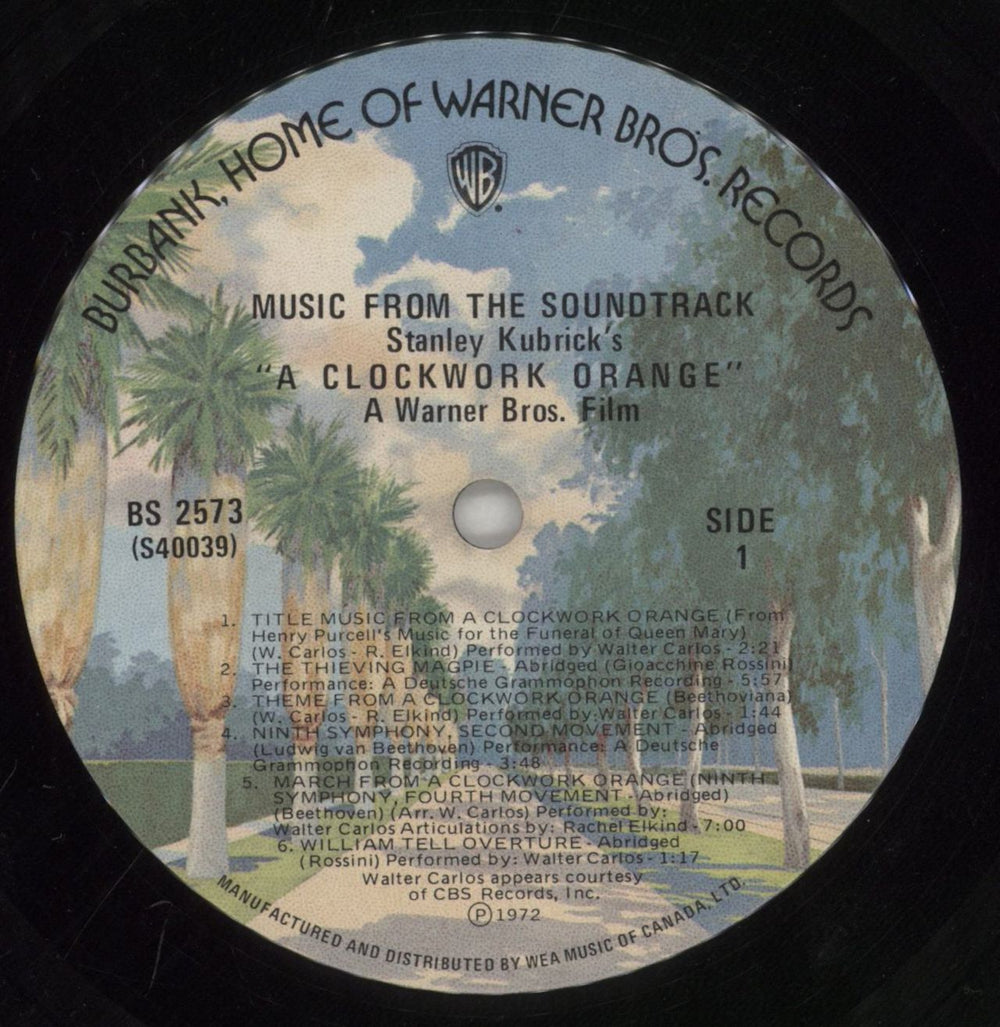 BURBANK, HOME OF WARNER BROS. RECORDS
WB
MUSIC FROM THE SOUNDTRACK
Stanley Kubrick's
"A CLOCKWORK ORANGE"
A Warner Bros. Film
BS 2573
(S40039)
SIDE
1
1. TITLE MUSIC FROM A CLOCKWORK ORANGE (From
Henry Purcell's Music for the Funeral of Queen Mary)
(W. Carlos - R. Elkind) Performed by Walter Carlos - 2:21
2. THE THIEVING MAGPIE - Abridged (Gioacchine Rossini)
Performance: A Deutsche Grammophon Recording - 5:57
3. THEME FROM A CLOCKWORK ORANGE (Beethoviana)
(W. Carlos - R. Elkind) Performed by: Walter Carlos - 1:44
4. NINTH SYMPHONY, SECOND MOVEMENT - Abridged
(Ludwig van Beethoven) Performance: A Deutsche
Grammophon Recording - 3:48
5. MARCH FROM A CLOCKWORK ORANGE (NINTH
SYMPHONY, FOURTH MOVEMENT - Abridged)
(Beethoven) (Arr. W. Carlos) Performed by:
Walter Carlos Articulations by: Rachel Elkind - 7:00
6. WILLIAM TELL OVERTURE - Abridged
(Rossini) Performed by: Walter Carlos - 1:17
Walter Carlos appears courtesy
of CBS Records, Inc.
Ⓟ 1972
MANUFACTURED AND DISTRIBUTED BY WEA MUSIC OF CANADA, LTD.